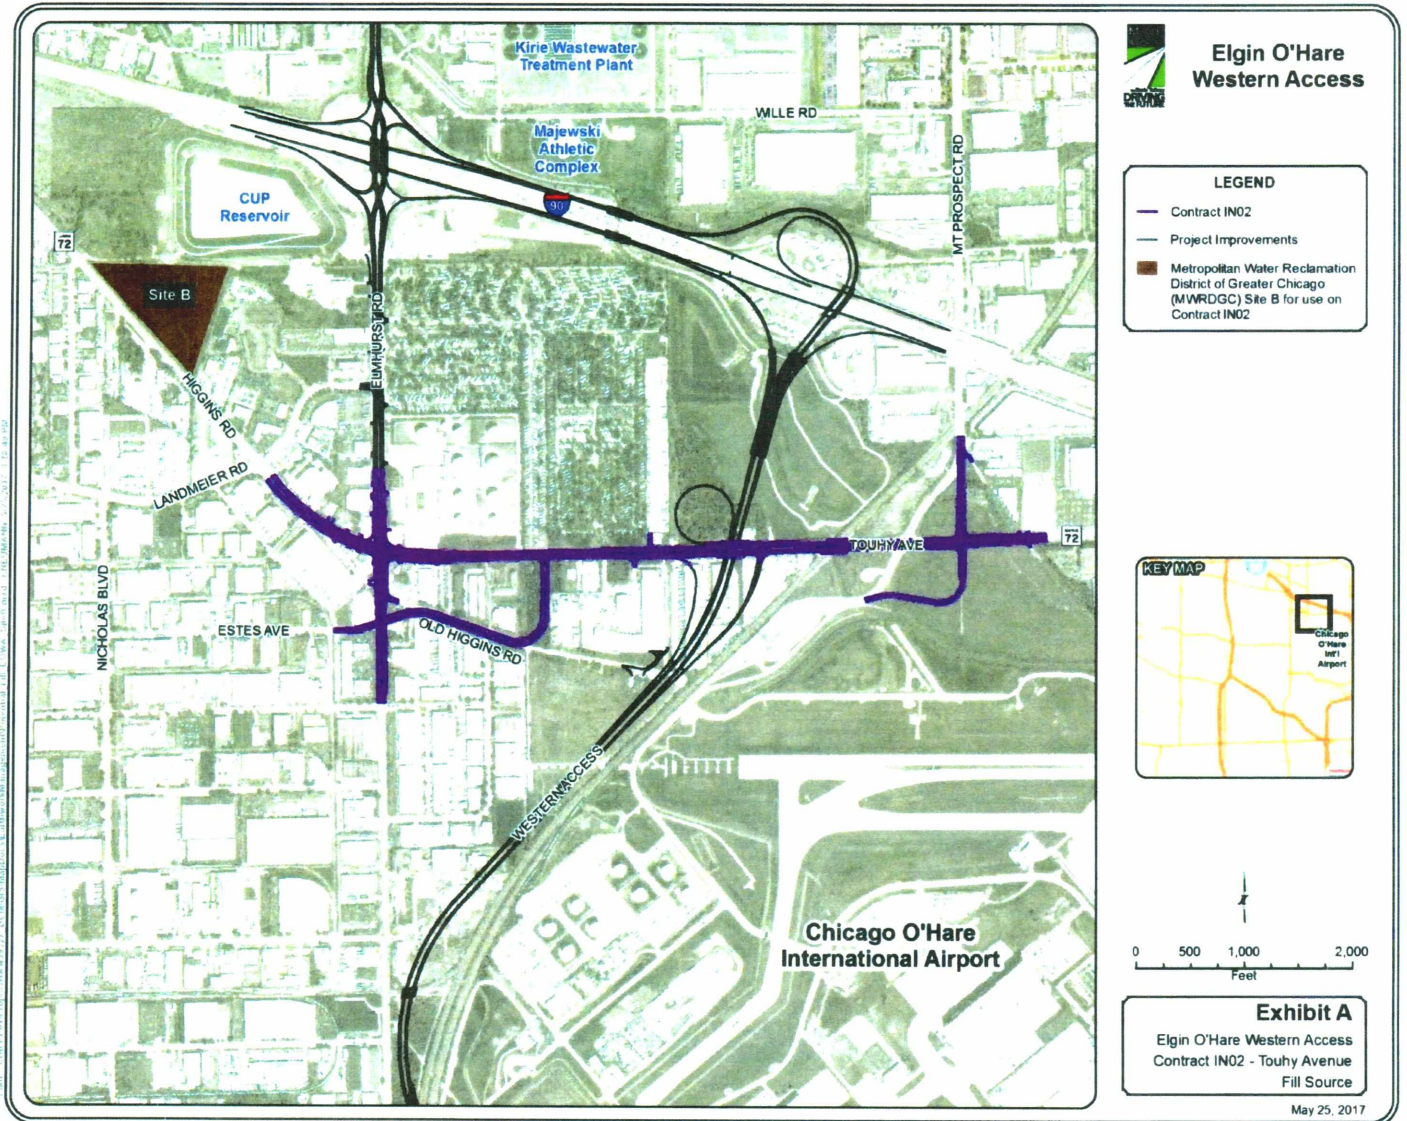 Kirie Wastewater
Treatment Plant
WILLE RD
Majewski
Athletic
Complex
MT PROSPECT RD
CUP
Reservoir
90
72
Site B
ELMHURST RD
HIGGINS RD
LANDMEIER RD
TOUHY AVE
72
NICHOLAS BLVD
ESTES AVE
OLD HIGGINS RD
WESTERN ACCESS
Chicago O'Hare
International Airport
DRIVING
Elgin O'Hare
Western Access
LEGEND
Contract IN02
Project Improvements
Metropolitan Water Reclamation
District of Greater Chicago
(MWRDGC) Site B for use on
Contract IN02
KEY MAP
Chicago
O'Hare
Int'l
Airport
0 500 1,000 2,000
Feet
Exhibit A
Elgin O'Hare Western Access
Contract IN02 - Touhy Avenue
Fill Source
May 25, 2017